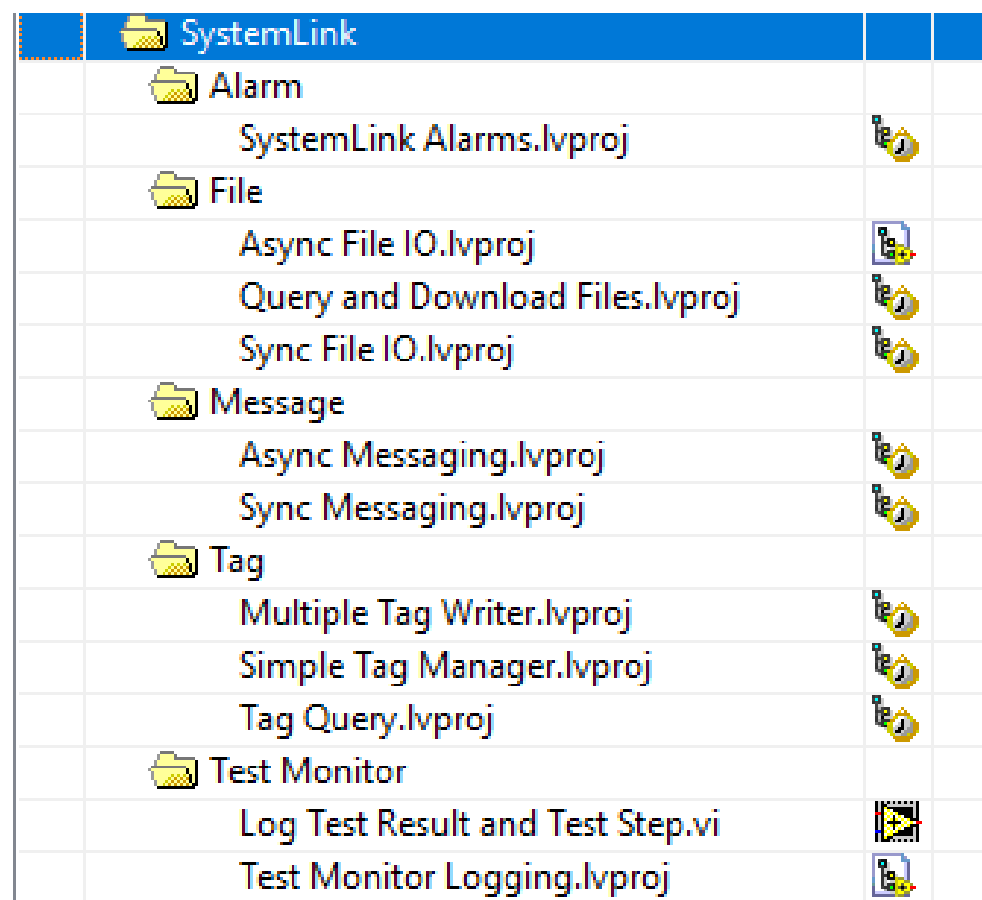 SystemLink
Alarm
SystemLink Alarms.lvproj
File
Async File IO.lvproj
Query and Download Files.lvproj
Sync File IO.lvproj
Message
Async Messaging.lvproj
Sync Messaging.lvproj
Tag
Multiple Tag Writer.lvproj
Simple Tag Manager.lvproj
Tag Query.lvproj
Test Monitor
Log Test Result and Test Step.vi
Test Monitor Logging.lvproj